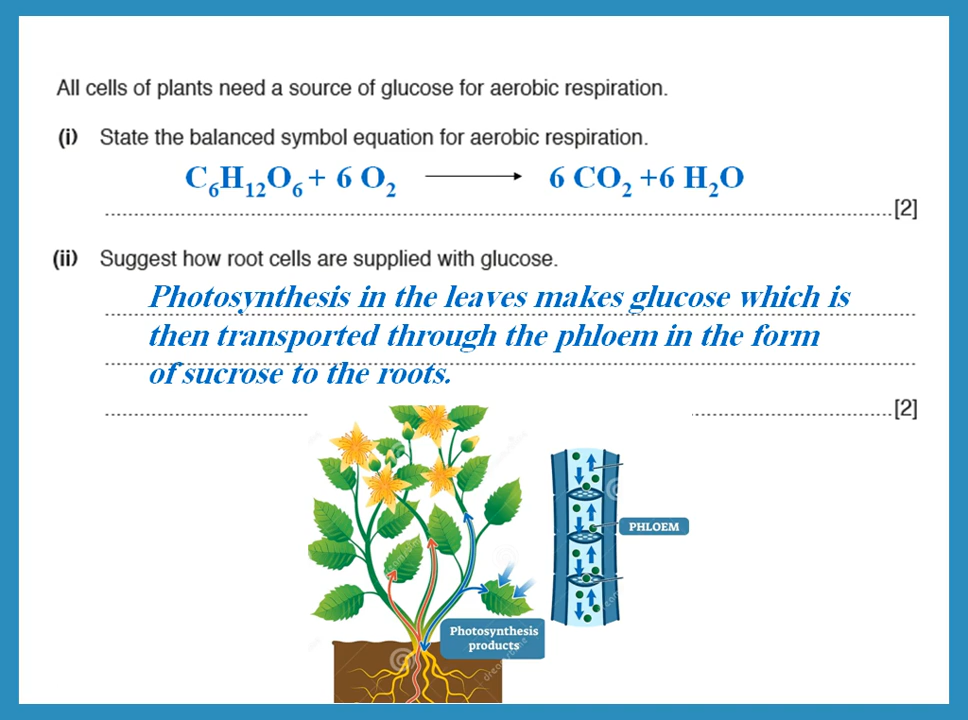 All cells of plants need a source of glucose for aerobic respiration.
(i) State the balanced symbol equation for aerobic respiration.
C₆H₁₂O₆ + 6 O₂ ⟶ 6 CO₂ +6 H₂O
[2]
(ii) Suggest how root cells are supplied with glucose.
Photosynthesis in the leaves makes glucose which is
then transported through the phloem in the form
of sucrose to the roots.
[2]
PHLOEM
Photosynthesis
products